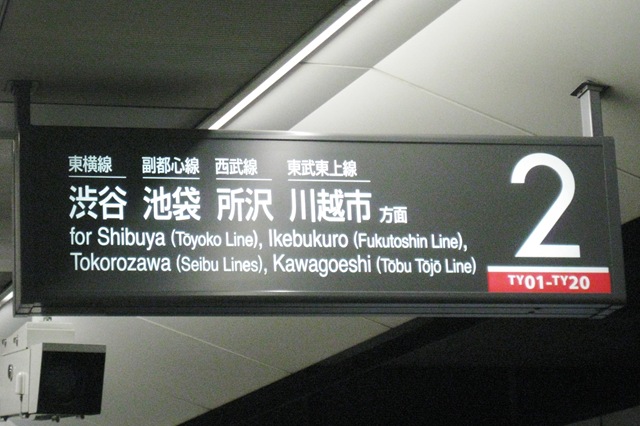 東横線 副都心線 西武線 東武東上線
渋谷 池袋 所沢 川越市 方面
for Shibuya (Tōyoko Line), Ikebukuro (Fukutoshin Line),
Tokorozawa (Seibu Lines), Kawagoeshi (Tōbu Tōjō Line)
2
TY01-TY20